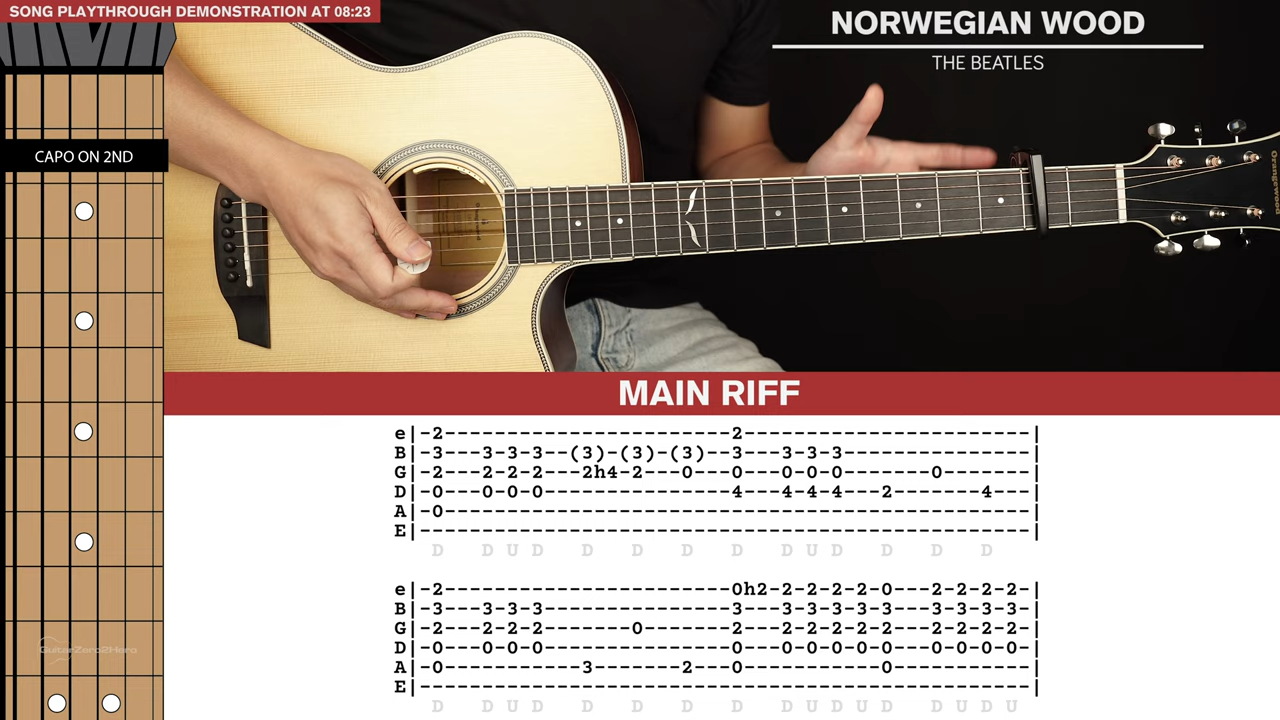 SONG PLAYTHROUGH DEMONSTRATION AT 08:23
NORWEGIAN WOOD
THE BEATLES
CAPO ON 2ND
Orangewood
MAIN RIFF
e|-2-----------------------2-----------------------|
B|-3---3-3-3--(3)-(3)-(3)--3---3-3-3---------------|
G|-2---2-2-2---2h4-2---0---0---0-0-0-------0-------|
D|-0---0-0-0---------------4---4-4-4---2-------4---|
A|-0-----------------------------------------------|
E|-------------------------------------------------|
D D U D D D D D D U D D D D
e|-2-----------------------0h2-2-2-2-2-0---2-2-2-2-|
B|-3---3-3-3---------------3---3-3-3-3-3---3-3-3-3-|
G|-2---2-2-2-------0-------2---2-2-2-2-2---2-2-2-2-|
D|-0---0-0-0---------------0---0-0-0-0-0---0-0-0-0-|
A|-0-----------3-------2---0-----------0-----------|
E|-------------------------------------------------|
D D U D D D D D D U D U D D U D U
GuitarZero2Hero